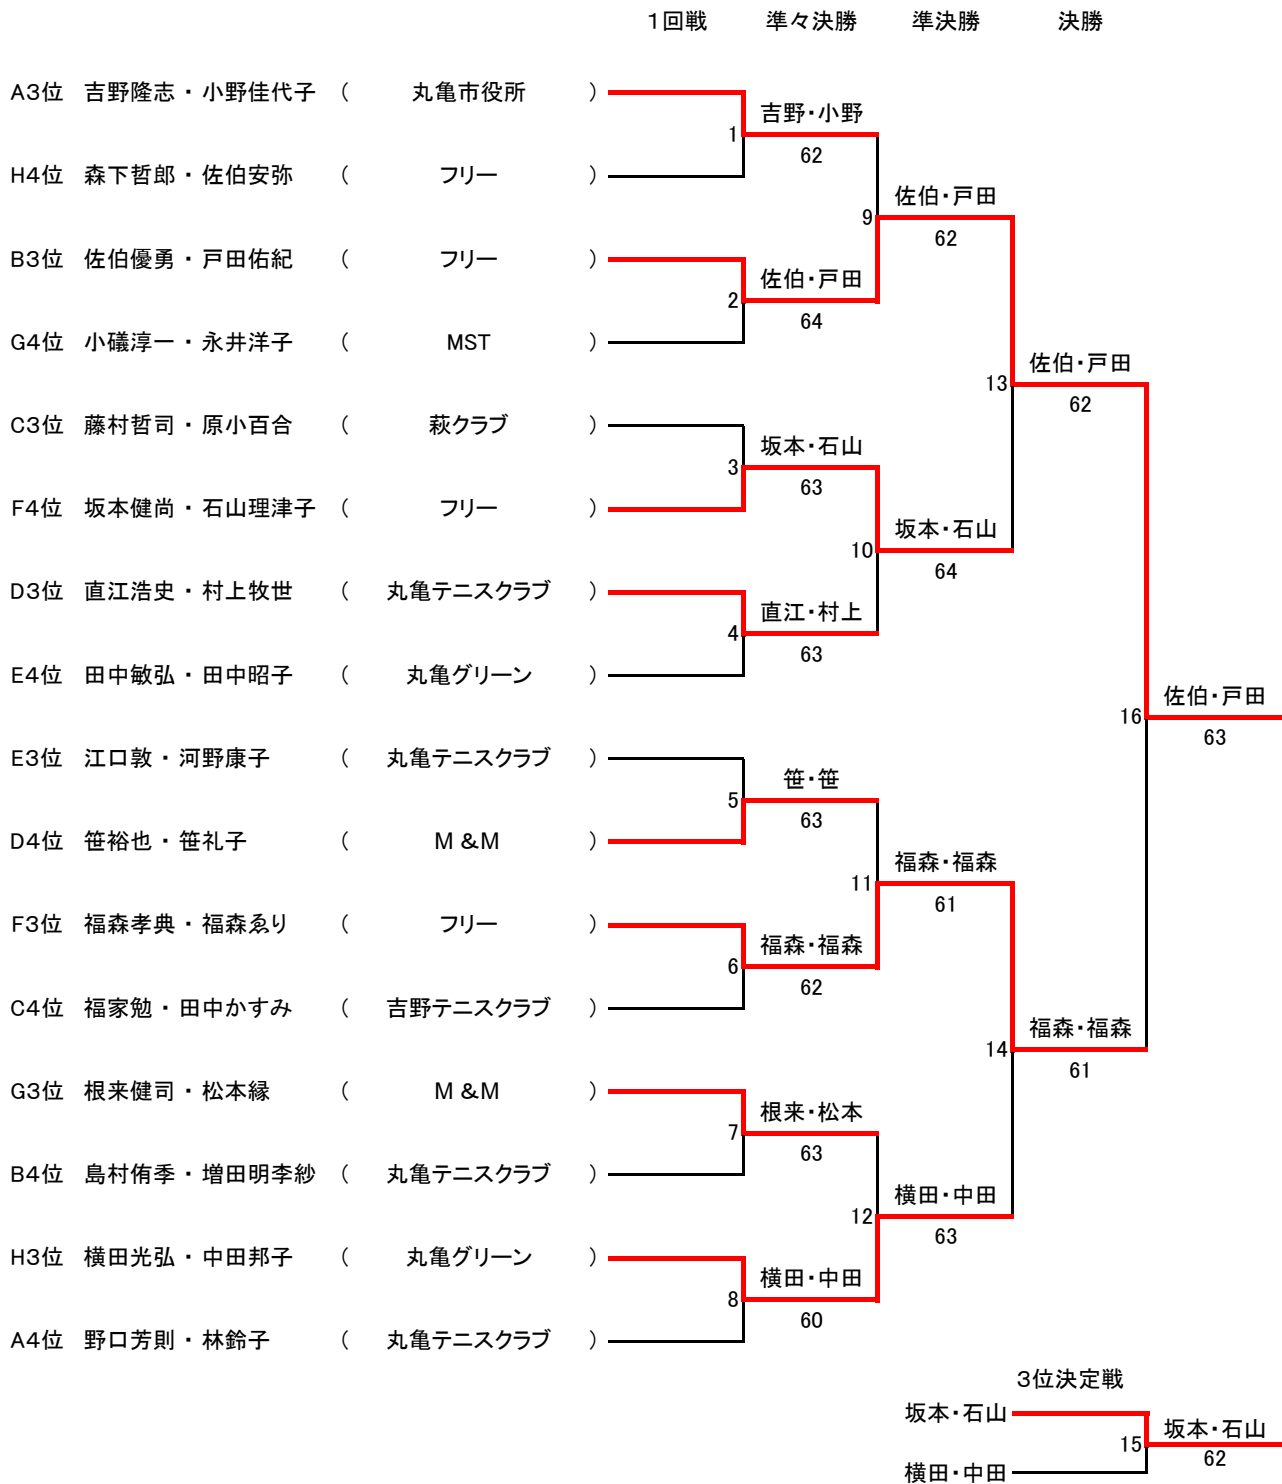 1回戦 準々決勝 準決勝 決勝
A3位 吉野隆志 ・ 小野佳代子 ( 丸亀市役所 )
吉野・小野
1
62
H4位 森下哲郎 ・ 佐伯安弥 ( フリー )
佐伯・戸田
9
62
B3位 佐伯優勇 ・ 戸田佑紀 ( フリー )
佐伯・戸田
2
64
G4位 小礒淳一 ・ 永井洋子 ( MST )
佐伯・戸田
13
62
C3位 藤村哲司 ・ 原小百合 ( 萩クラブ )
坂本・石山
3
63
F4位 坂本健尚 ・ 石山理津子 ( フリー )
坂本・石山
10
64
D3位 直江浩史 ・ 村上牧世 ( 丸亀テニスクラブ )
直江・村上
4
63
E4位 田中敏弘 ・ 田中昭子 ( 丸亀グリーン )
佐伯・戸田
16
63
E3位 江口敦 ・ 河野康子 ( 丸亀テニスクラブ )
笹・笹
5
63
D4位 笹裕也 ・ 笹礼子 ( M &M )
福森・福森
11
61
F3位 福森孝典 ・ 福森ゑり ( フリー )
福森・福森
6
62
C4位 福家勉 ・ 田中かすみ ( 吉野テニスクラブ )
福森・福森
14
61
G3位 根来健司 ・ 松本縁 ( M &M )
根来・松本
7
63
B4位 島村侑季 ・ 増田明李紗 ( 丸亀テニスクラブ )
横田・中田
12
63
H3位 横田光弘 ・ 中田邦子 ( 丸亀グリーン )
横田・中田
8
60
A4位 野口芳則 ・ 林鈴子 ( 丸亀テニスクラブ )
3位決定戦
坂本・石山
坂本・石山
15
62
横田・中田